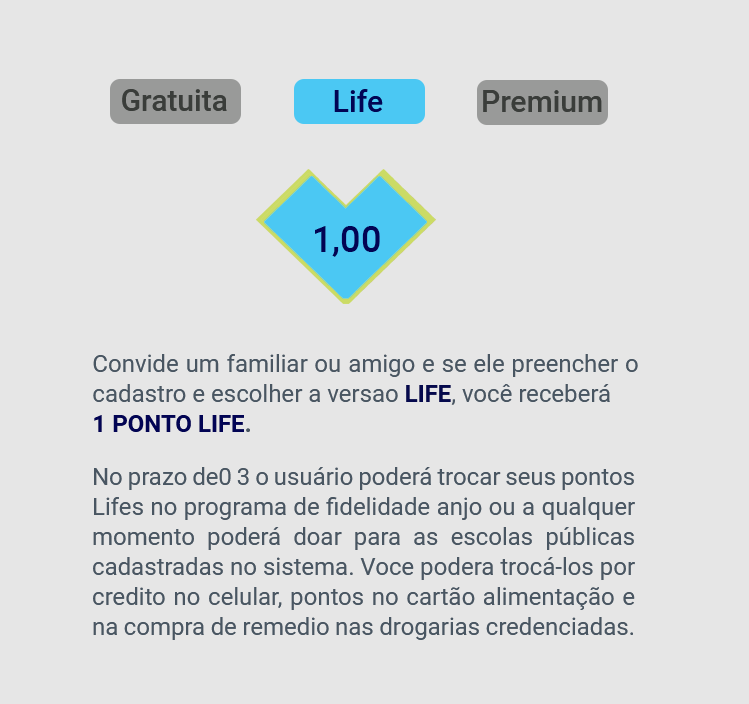 Gratuita Life Premium
1,00
Convide um familiar ou amigo e se ele preencher o
cadastro e escolher a versao LIFE, você receberá
1 PONTO LIFE.
No prazo de0 3 o usuário poderá trocar seus pontos
Lifes no programa de fidelidade anjo ou a qualquer
momento poderá doar para as escolas públicas
cadastradas no sistema. Voce podera trocá-los por
credito no celular, pontos no cartão alimentação e
na compra de remedio nas drogarias credenciadas.